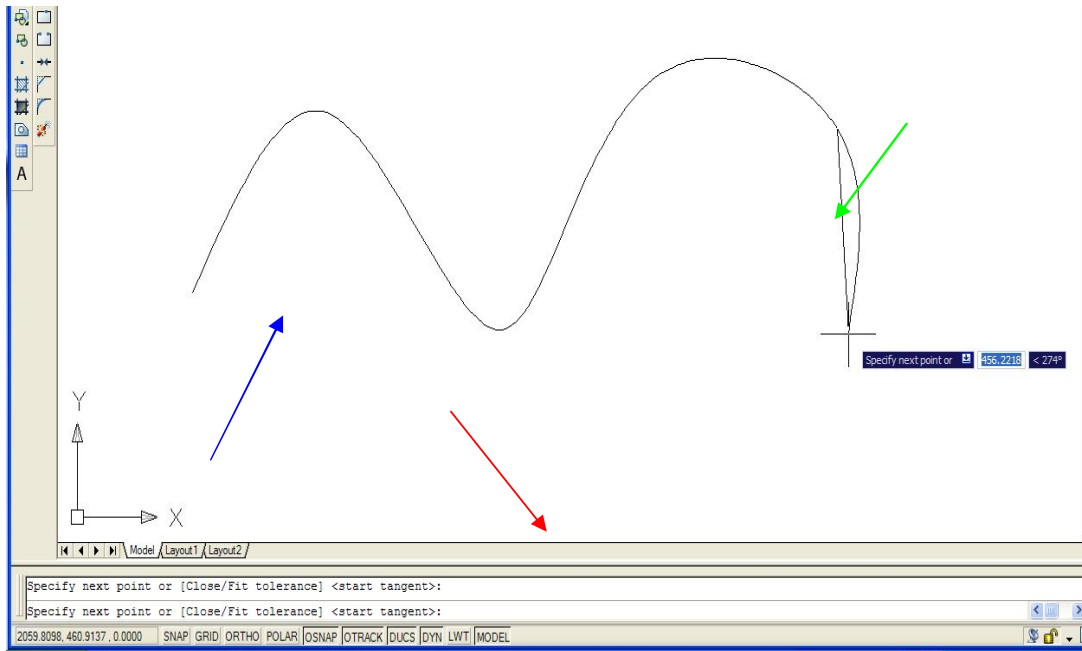 A
Specify next point or 456.2218 < 274°
Y
X
Model Layout1 Layout2
Specify next point or [Close/Fit tolerance] <start tangent>:
Specify next point or [Close/Fit tolerance] <start tangent>:
2059.8098, 460.9137 , 0.0000 SNAP GRID ORTHO POLAR OSNAP OTRACK DUCS DYN LWT MODEL